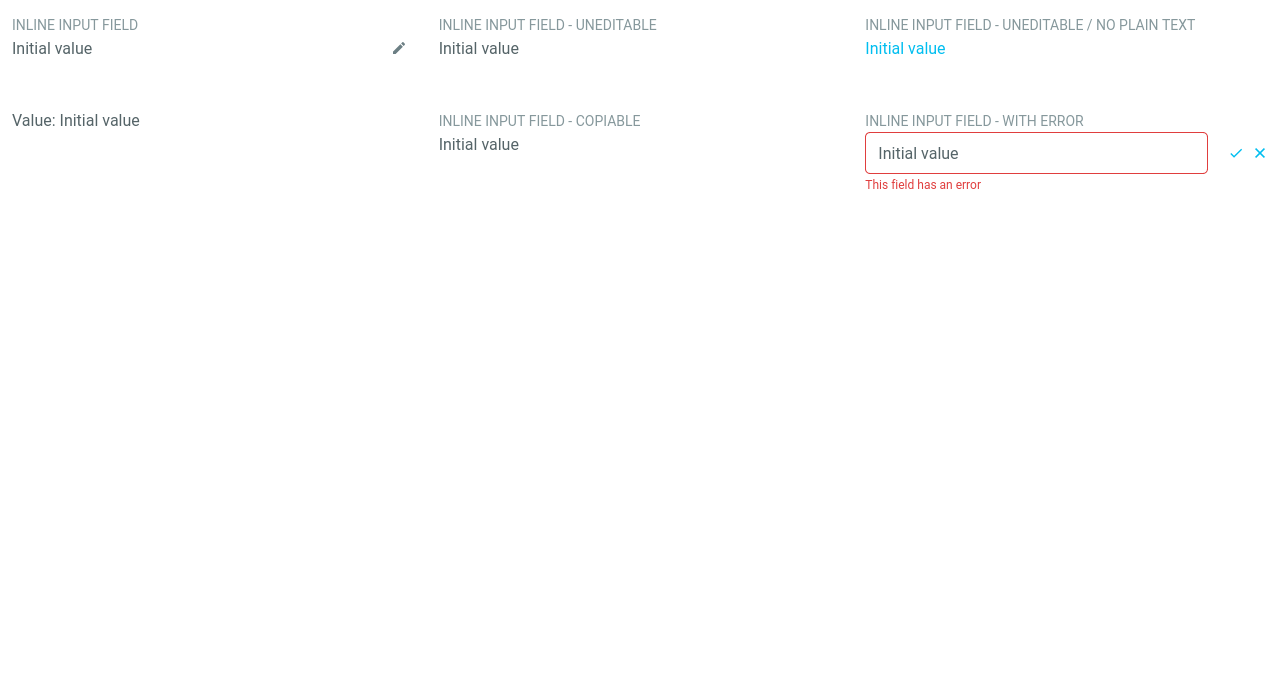 INLINE INPUT FIELD
Initial value
INLINE INPUT FIELD - UNEDITABLE
Initial value
INLINE INPUT FIELD - UNEDITABLE / NO PLAIN TEXT
Initial value
Value: Initial value
INLINE INPUT FIELD - COPIABLE
Initial value
INLINE INPUT FIELD - WITH ERROR
Initial value
This field has an error